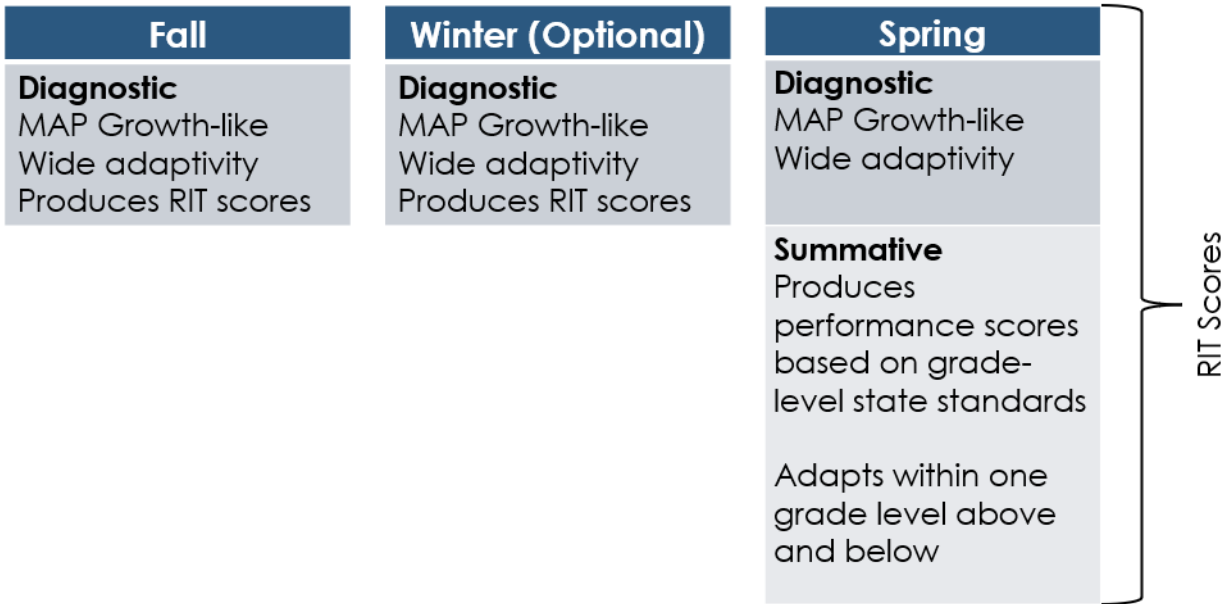 Fall
Diagnostic
MAP Growth-like
Wide adaptivity
Produces RIT scores
Winter (Optional)
Diagnostic
MAP Growth-like
Wide adaptivity
Produces RIT scores
Spring
Diagnostic
MAP Growth-like
Wide adaptivity
Summative
Produces
performance scores
based on grade-
level state standards
Adapts within one
grade level above
and below
RIT Scores